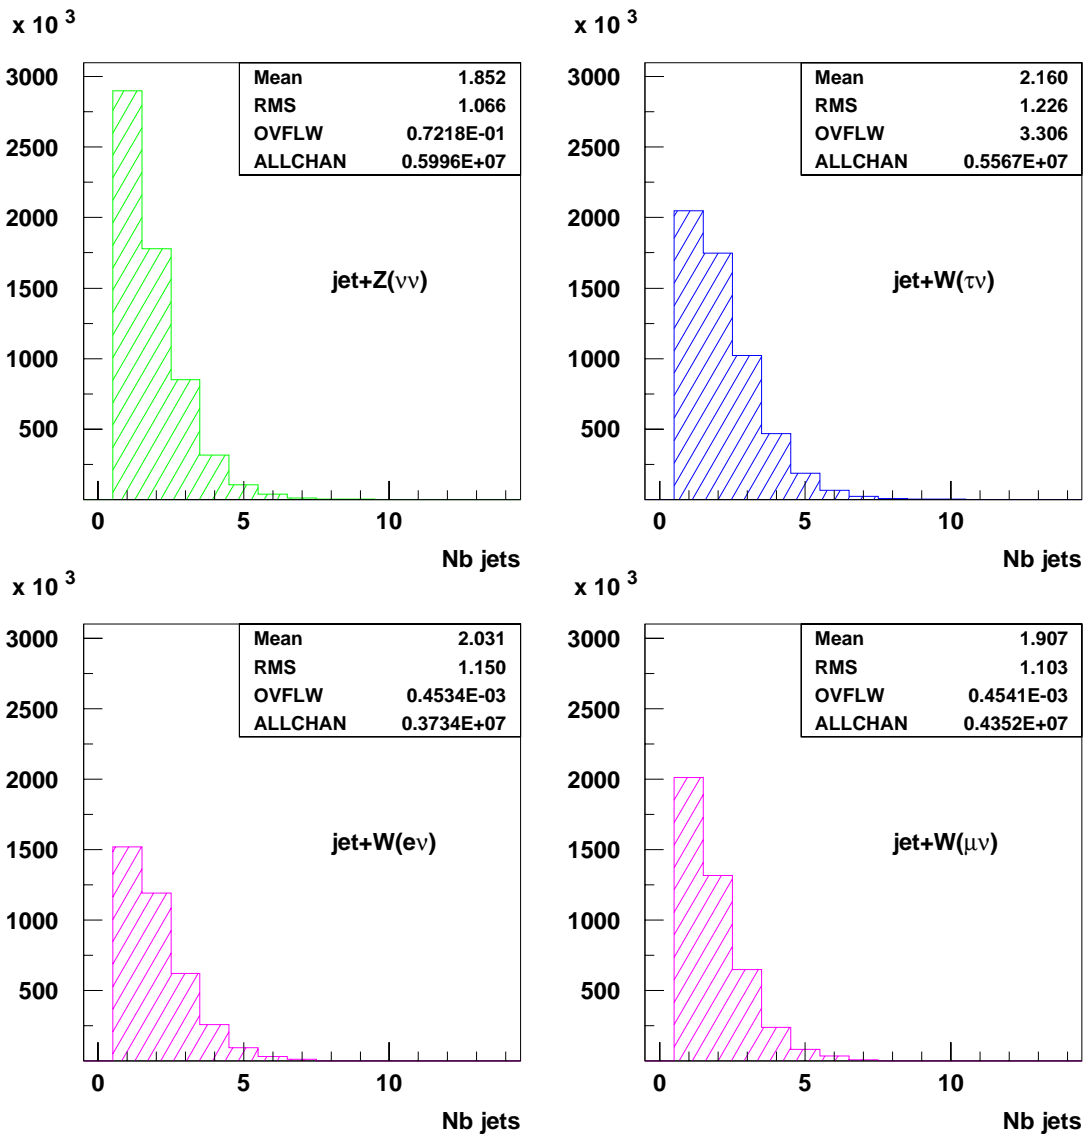 x 10 3
3000
2500
2000
1500
1000
500
Mean 1.852
RMS 1.066
OVFLW 0.7218E-01
ALLCHAN 0.5996E+07
jet+Z(νν)
0 5 10
Nb jets
x 10 3
3000
2500
2000
1500
1000
500
Mean 2.160
RMS 1.226
OVFLW 3.306
ALLCHAN 0.5567E+07
jet+W(τν)
0 5 10
Nb jets
x 10 3
3000
2500
2000
1500
1000
500
Mean 2.031
RMS 1.150
OVFLW 0.4534E-03
ALLCHAN 0.3734E+07
jet+W(eν)
0 5 10
Nb jets
x 10 3
3000
2500
2000
1500
1000
500
Mean 1.907
RMS 1.103
OVFLW 0.4541E-03
ALLCHAN 0.4352E+07
jet+W(μν)
0 5 10
Nb jets